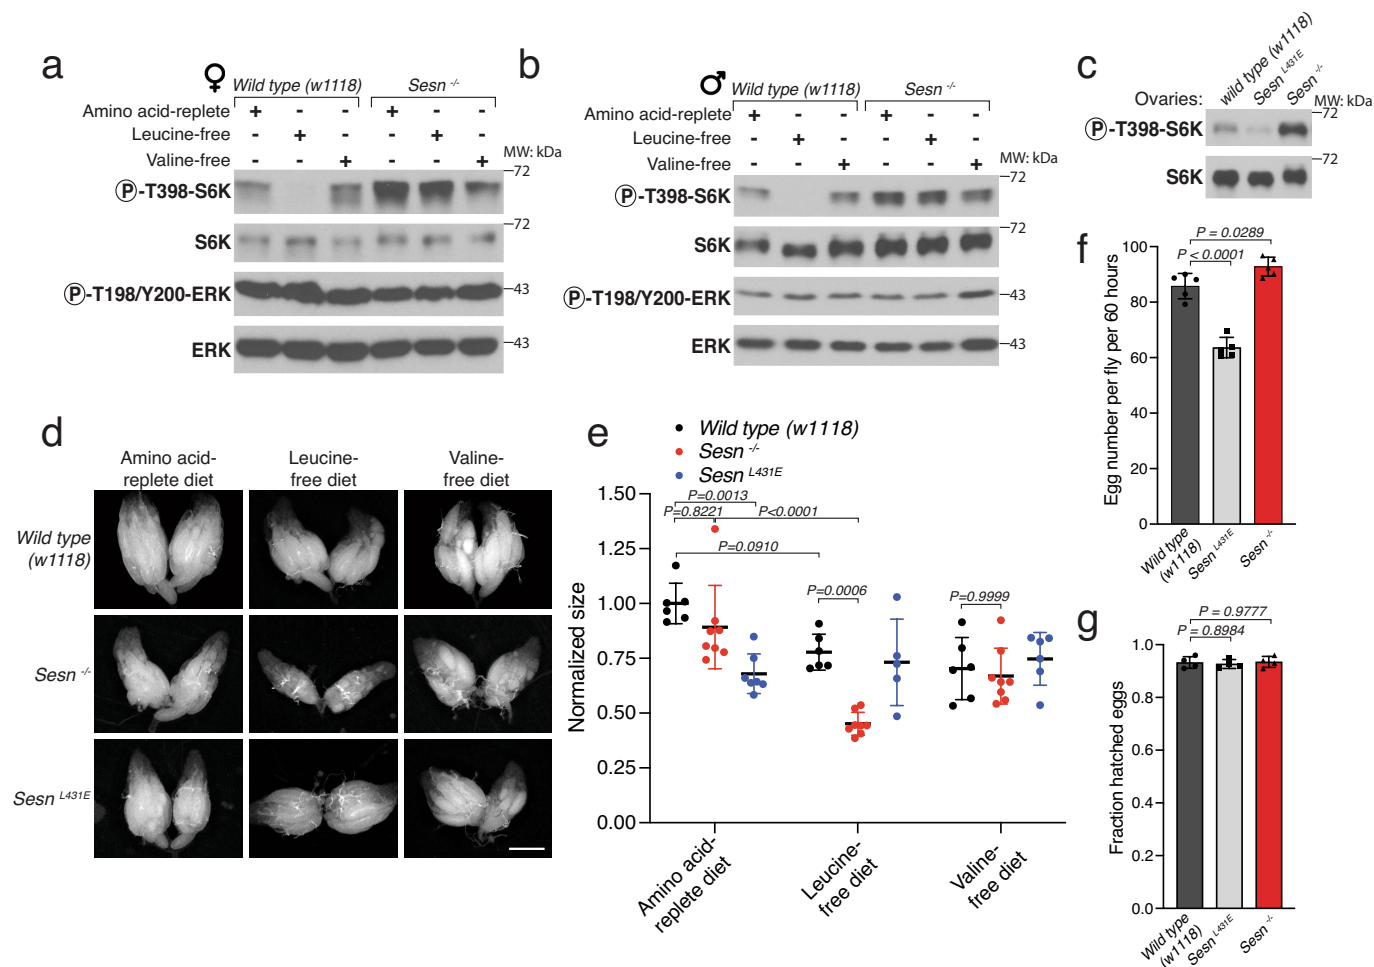 a
♀
Wild type (w1118)
Sesn -/-
Amino acid-replete + - - + - -
Leucine-free - + - - + -
Valine-free - - + - - +
MW: kDa
Ⓟ-T398-S6K
72
S6K
72
Ⓟ-T198/Y200-ERK
43
ERK
43
b
♂
Wild type (w1118)
Sesn -/-
Amino acid-replete + - - + - -
Leucine-free - + - - + -
Valine-free - - + - - +
MW: kDa
Ⓟ-T398-S6K
72
S6K
72
Ⓟ-T198/Y200-ERK
43
ERK
43
c
Ovaries:
wild type (w1118)
Sesn L431E
Sesn -/-
MW: kDa
Ⓟ-T398-S6K
72
S6K
72
d
Amino acid-
replete diet
Leucine-
free diet
Valine-
free diet
Wild type
(w1118)
Sesn -/-
Sesn L431E
e
Wild type (w1118)
Sesn -/-
Sesn L431E
Normalized size
1.50
1.25
1.00
0.75
0.50
0.25
0.00
P=0.0013
P=0.8221
P<0.0001
P=0.0910
P=0.0006
P=0.9999
Amino acid-
replete diet
Leucine-
free diet
Valine-
free diet
f
Egg number per fly per 60 hours
100
80
60
40
20
0
P = 0.0289
P < 0.0001
Wild type
(w1118)
Sesn L431E
Sesn -/-
g
Fraction hatched eggs
1.0
0.8
0.6
0.4
0.2
0.0
P = 0.9777
P = 0.8984
Wild type
(w1118)
Sesn L431E
Sesn -/-